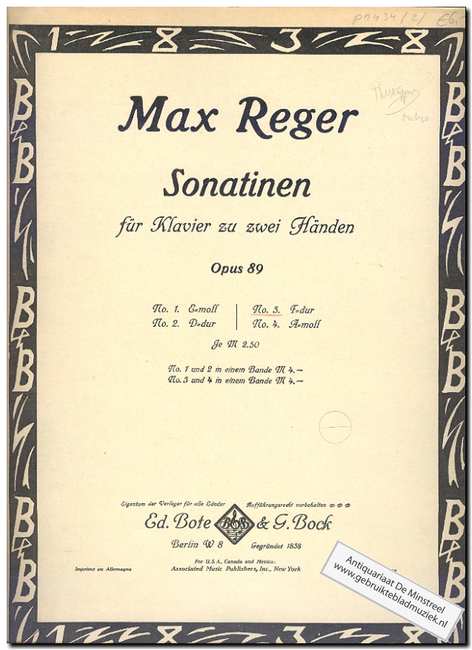 PM434/(2)/
1838
Max Reger
Sonatinen
für Klavier zu zwei Händen
Opus 89
No. 1. E=moll
No. 2. D=dur
No. 3. F=dur
No. 4. A=moll
Je M 2.50
No. 1 und 2 in einem Bande M 4.—
No. 3 und 4 in einem Bande M 4.—
Eigentum der Verleger für alle Länder
Aufführungsrecht vorbehalten
Ed. Bote B&B & G. Bock
Berlin W 8 Gegründet 1838
For U.S.A., Canada and Mexico:
Imprimé en Allemagne
Associated Music Publishers, Inc., New York
Antiquariaat De Minstreel
www.gebruiktebladmuziek.nl
B&B
B&B
B&B
B&B
B&B
B&B